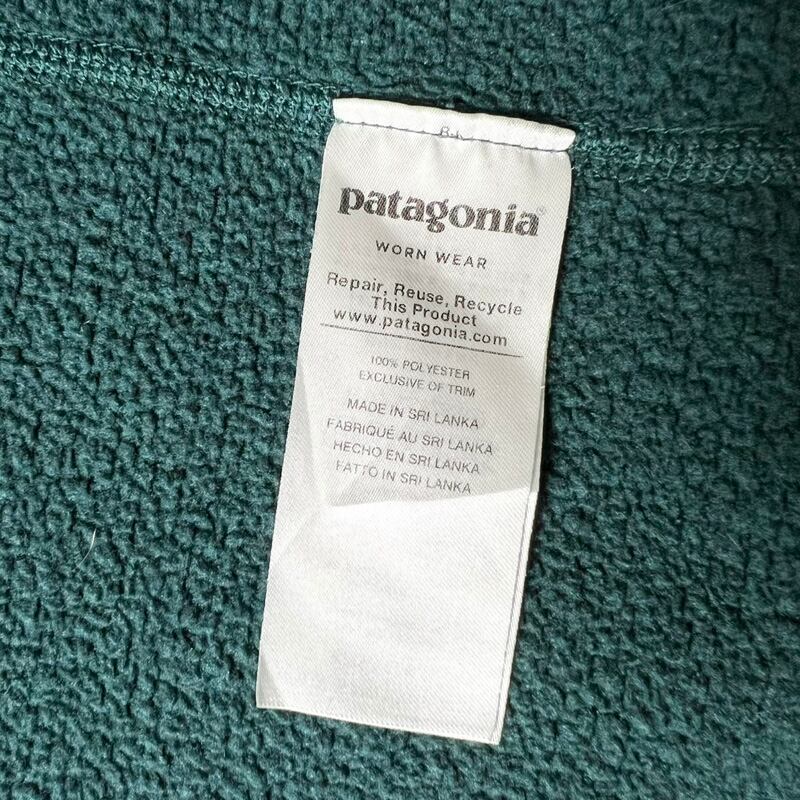 patagonia®
WORN WEAR
Repair, Reuse, Recycle
This Product
www.patagonia.com
100% POLYESTER
EXCLUSIVE OF TRIM
MADE IN SRI LANKA
FABRIQUÉ AU SRI LANKA
HECHO EN SRI LANKA
FATTO IN SRI LANKA